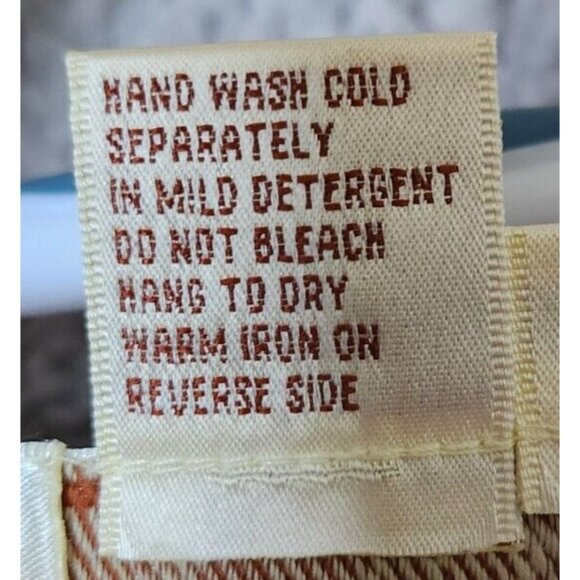 HAND WASH COLD
SEPARATELY
IN MILD DETERGENT
DO NOT BLEACH
HANG TO DRY
WARM IRON ON
REVERSE SIDE